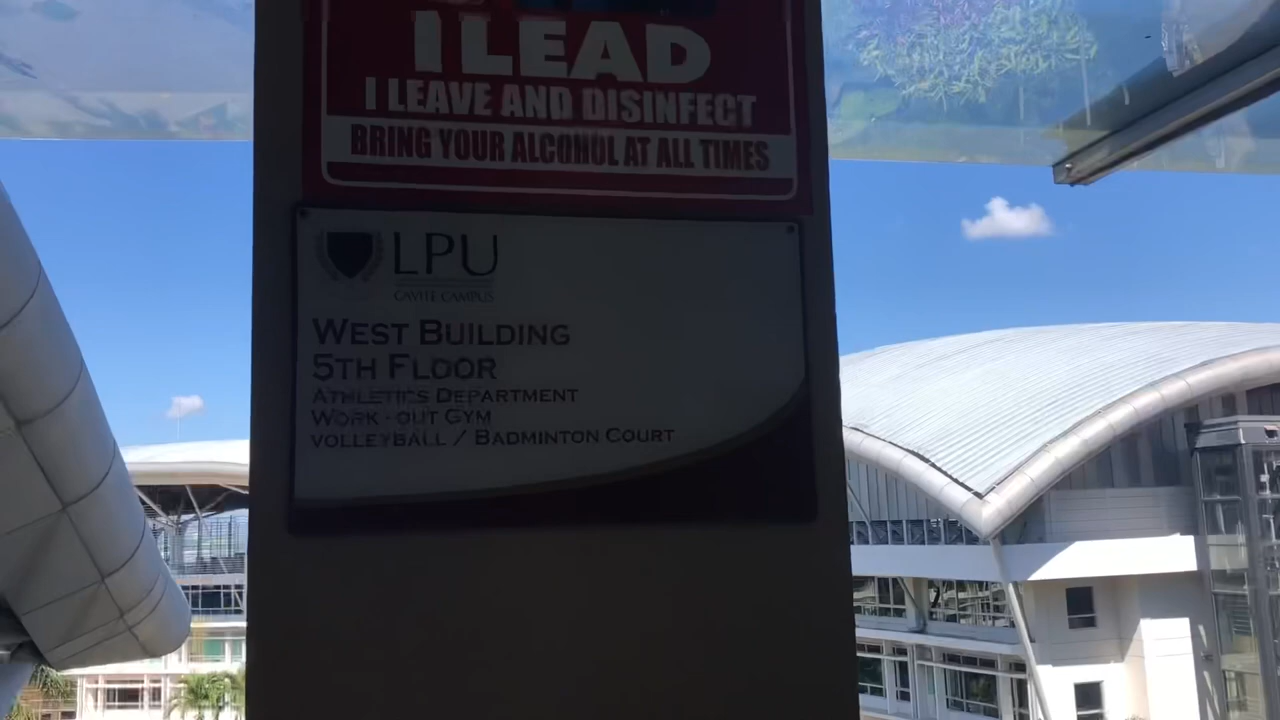 I LEAD
I LEAVE AND DISINFECT
BRING YOUR ALCOHOL AT ALL TIMES
LPU
CAVITE CAMPUS
WEST BUILDING
5TH FLOOR
ATHLETICS DEPARTMENT
WORK - OUT GYM
VOLLEYBALL / BADMINTON COURT